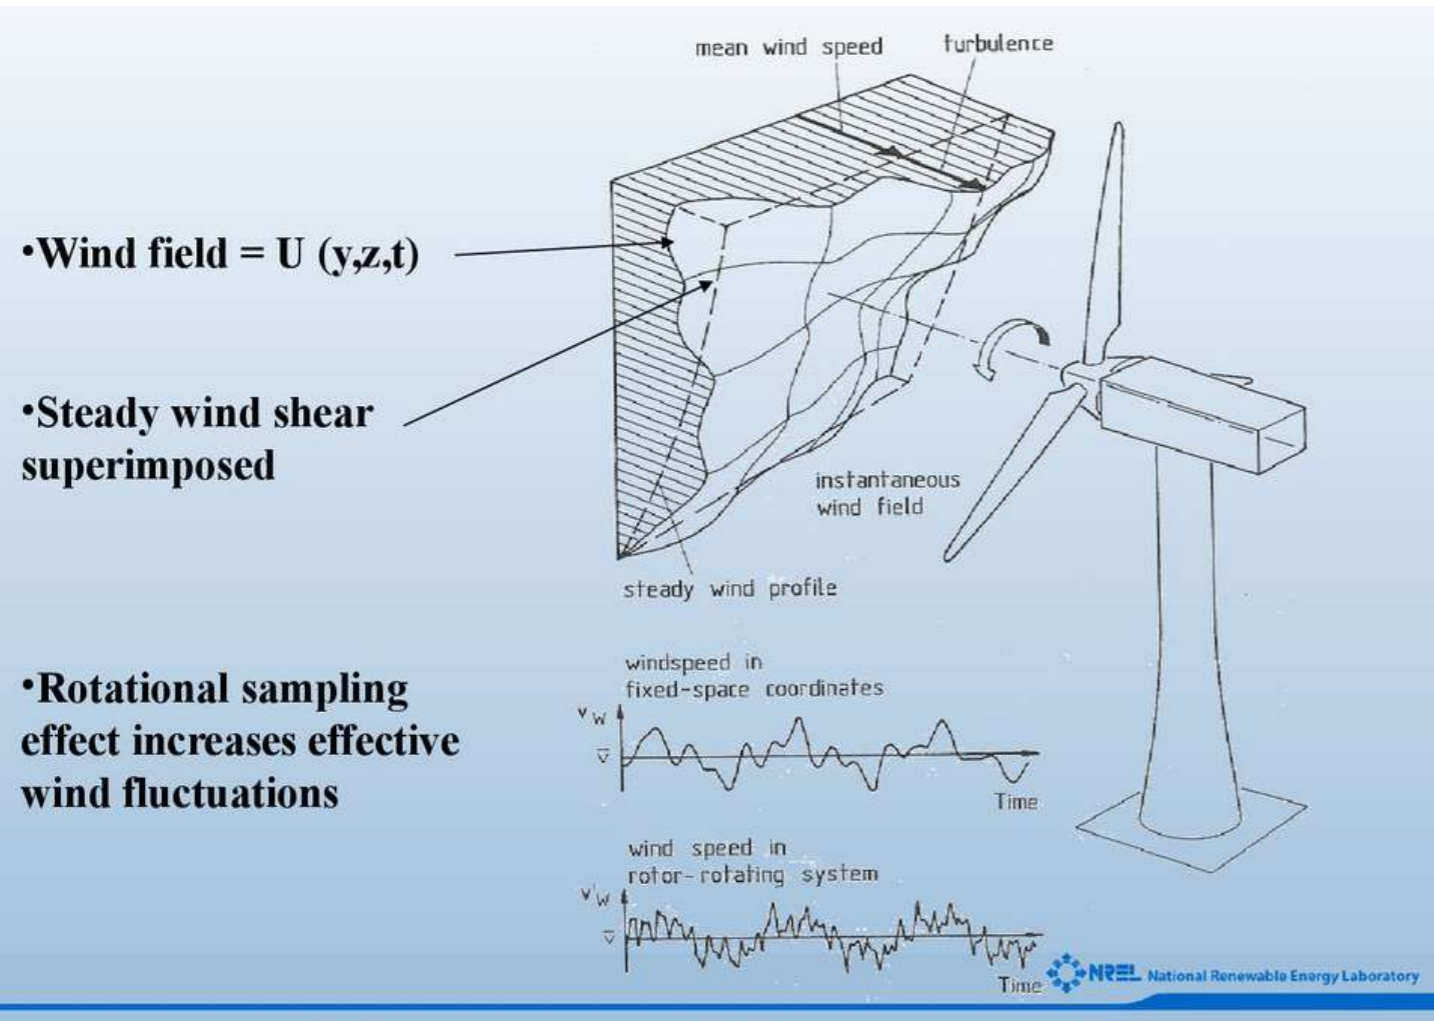 mean wind speed
turbulence
•Wind field = U (y,z,t)
•Steady wind shear
superimposed
instantaneous
wind field
steady wind profile
•Rotational sampling
effect increases effective
wind fluctuations
windspeed in
fixed-space coordinates
v w
v̅
Time
wind speed in
rotor-rotating system
v'w
v̅
Time
NREL National Renewable Energy Laboratory